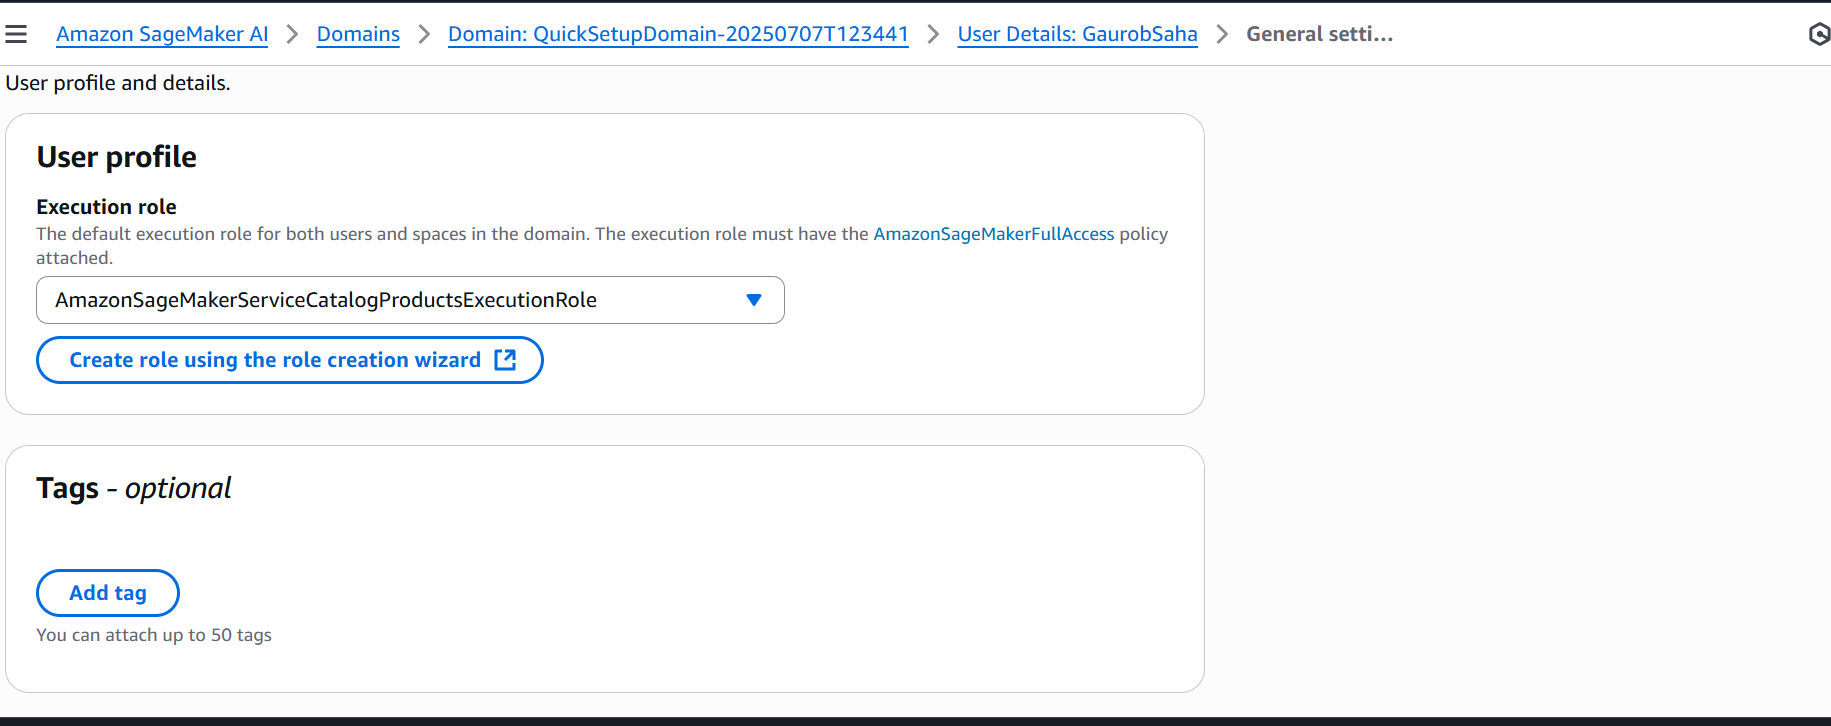 Amazon SageMaker AI > Domains > Domain: QuickSetupDomain-20250707T123441 > User Details: GaurobSaha > General setti...
User profile and details.
User profile
Execution role
The default execution role for both users and spaces in the domain. The execution role must have the AmazonSageMakerFullAccess policy
attached.
AmazonSageMakerServiceCatalogProductsExecutionRole
Create role using the role creation wizard
Tags - optional
Add tag
You can attach up to 50 tags